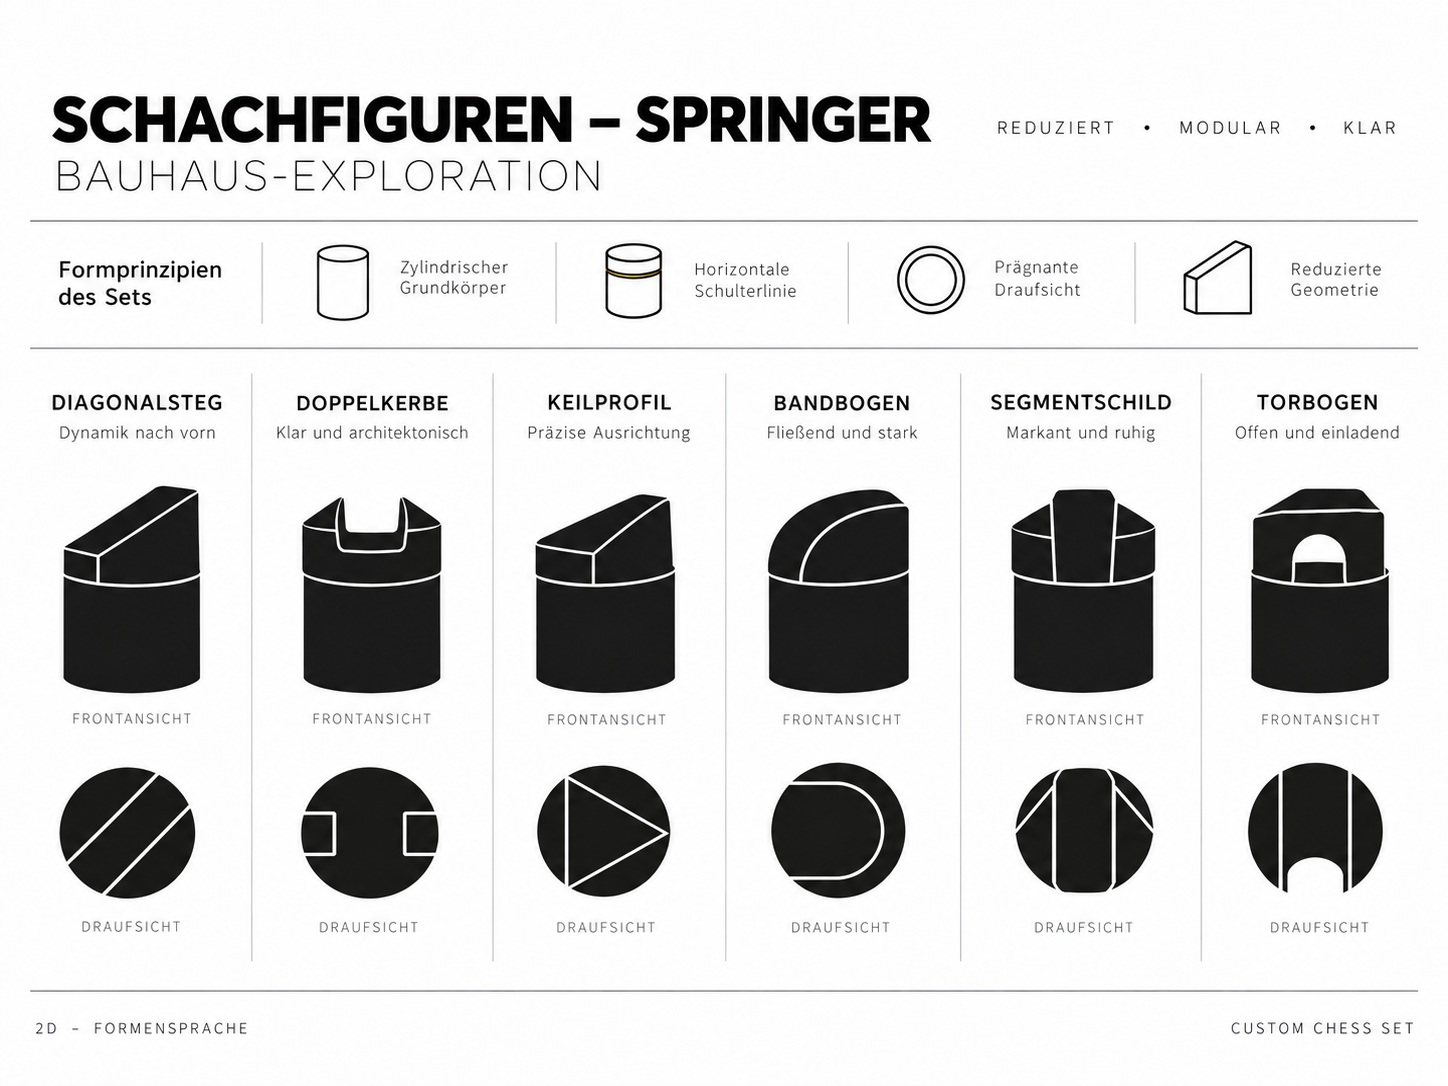 SCHACHFIGUREN – SPRINGER
BAUHAUS-EXPLORATION
REDUZIERT • MODULAR • KLAR
Formprinzipien
des Sets
Zylindrischer
Grundkörper
Horizontale
Schulterlinie
Prägnante
Draufsicht
Reduzierte
Geometrie
DIAGONALSTEG
Dynamik nach vorn
FRONTANSICHT
DRAUFSICHT
DOPPELKERBE
Klar und architektonisch
FRONTANSICHT
DRAUFSICHT
KEILPROFIL
Präzise Ausrichtung
FRONTANSICHT
DRAUFSICHT
BANDBOGEN
Fließend und stark
FRONTANSICHT
DRAUFSICHT
SEGMENTSCHILD
Markant und ruhig
FRONTANSICHT
DRAUFSICHT
TORBOGEN
Offen und einladend
FRONTANSICHT
DRAUFSICHT
2D – FORMENSPRACHE
CUSTOM CHESS SET